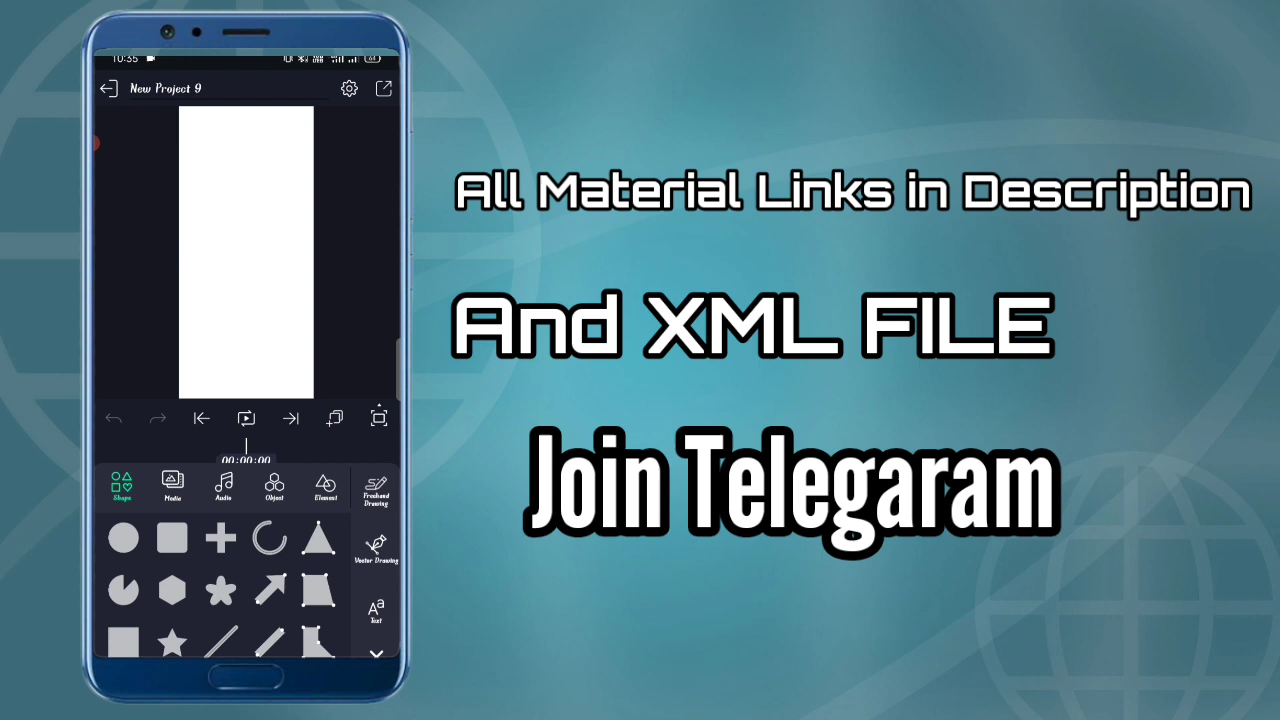 10:35
New Project 9
00:00:00
Shape
Media
Audio
Object
Element
Freehand
Drawing
Vector Drawing
Aa
Text
All Material Links in Description
And XML FILE
Join Telegaram